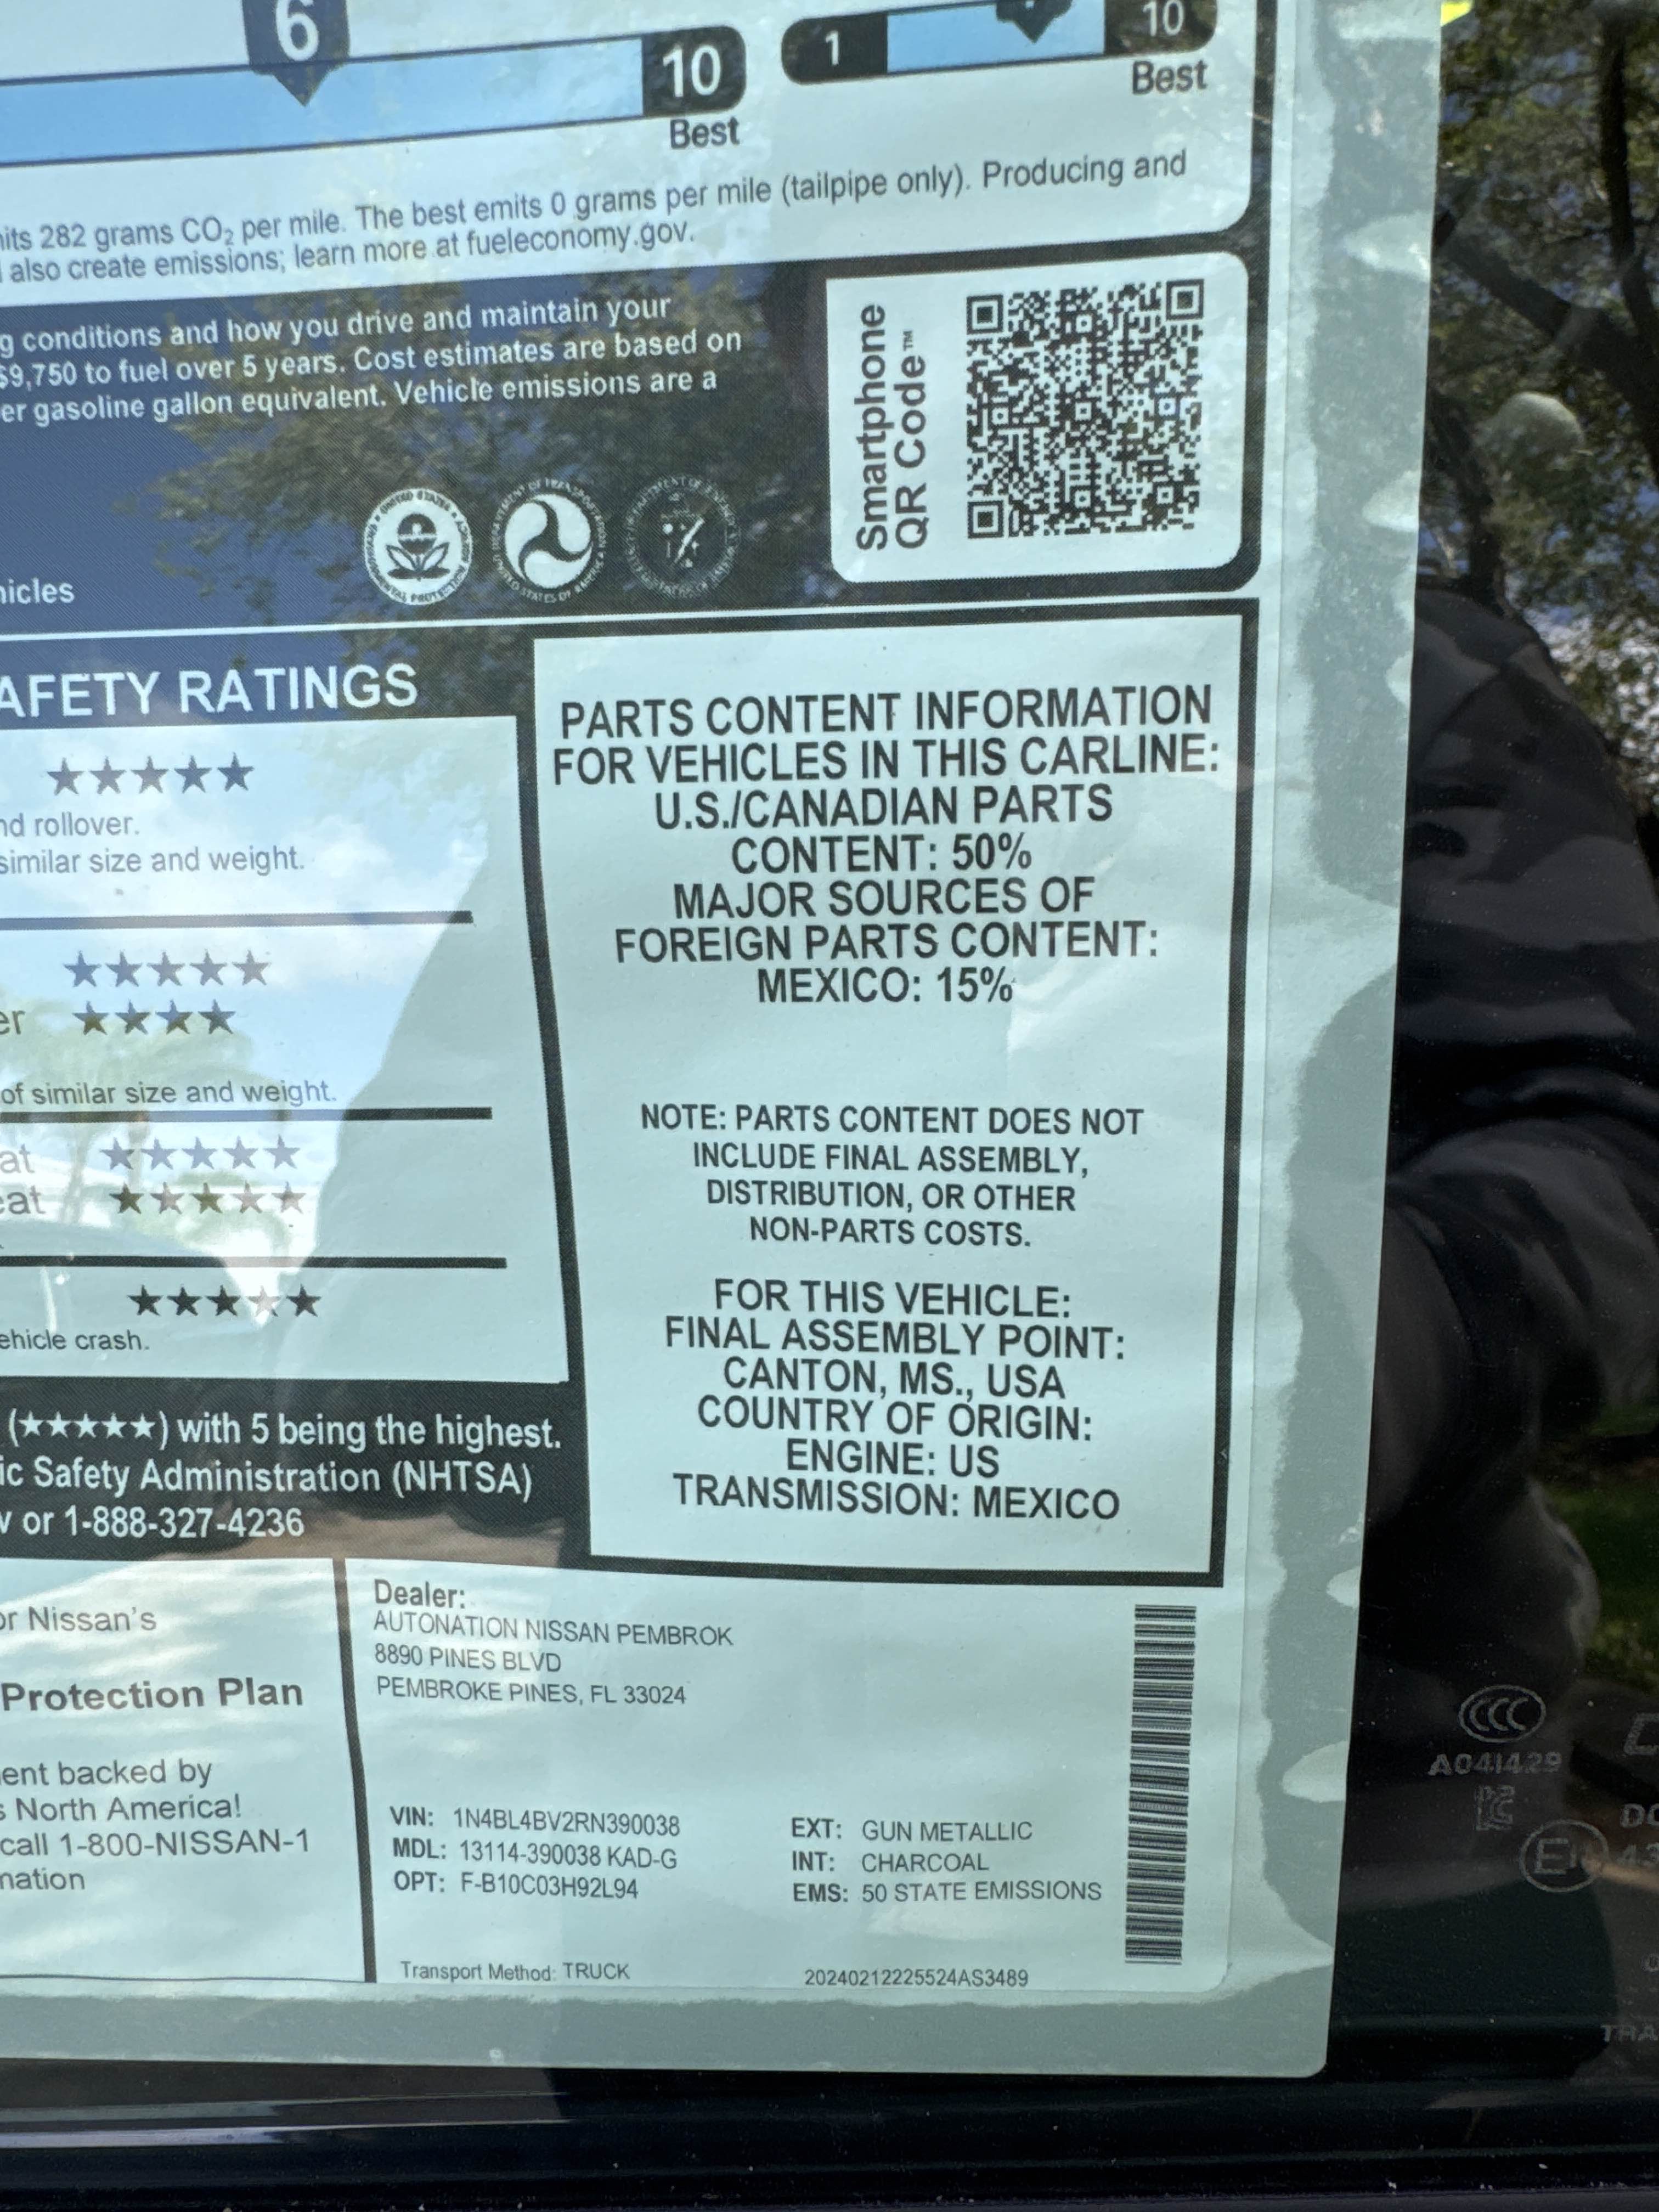 6
10
Best
1
10
Best
its 282 grams CO₂ per mile. The best emits 0 grams per mile (tailpipe only). Producing and
also create emissions; learn more at fueleconomy.gov.
g conditions and how you drive and maintain your
$9,750 to fuel over 5 years. Cost estimates are based on
er gasoline gallon equivalent. Vehicle emissions are a
Smartphone
QR Code™
icles
AFETY RATINGS
★★★★★
nd rollover.
similar size and weight.
★★★★★
er ★★★★
of similar size and weight.
at ★★★★★
eat ★★★★★
★★★★★
ehicle crash.
(★★★★★) with 5 being the highest.
ic Safety Administration (NHTSA)
v or 1-888-327-4236
PARTS CONTENT INFORMATION
FOR VEHICLES IN THIS CARLINE:
U.S./CANADIAN PARTS
CONTENT: 50%
MAJOR SOURCES OF
FOREIGN PARTS CONTENT:
MEXICO: 15%
NOTE: PARTS CONTENT DOES NOT
INCLUDE FINAL ASSEMBLY,
DISTRIBUTION, OR OTHER
NON-PARTS COSTS.
FOR THIS VEHICLE:
FINAL ASSEMBLY POINT:
CANTON, MS., USA
COUNTRY OF ORIGIN:
ENGINE: US
TRANSMISSION: MEXICO
or Nissan's
Protection Plan
ent backed by
s North America!
call 1-800-NISSAN-1
mation
Dealer:
AUTONATION NISSAN PEMBROK
8890 PINES BLVD
PEMBROKE PINES, FL 33024
VIN: 1N4BL4BV2RN390038
MDL: 13114-390038 KAD-G
OPT: F-B10C03H92L94
EXT: GUN METALLIC
INT: CHARCOAL
EMS: 50 STATE EMISSIONS
Transport Method: TRUCK
20240212225524AS3489
CCC
A041429
DO
E
43
TRA